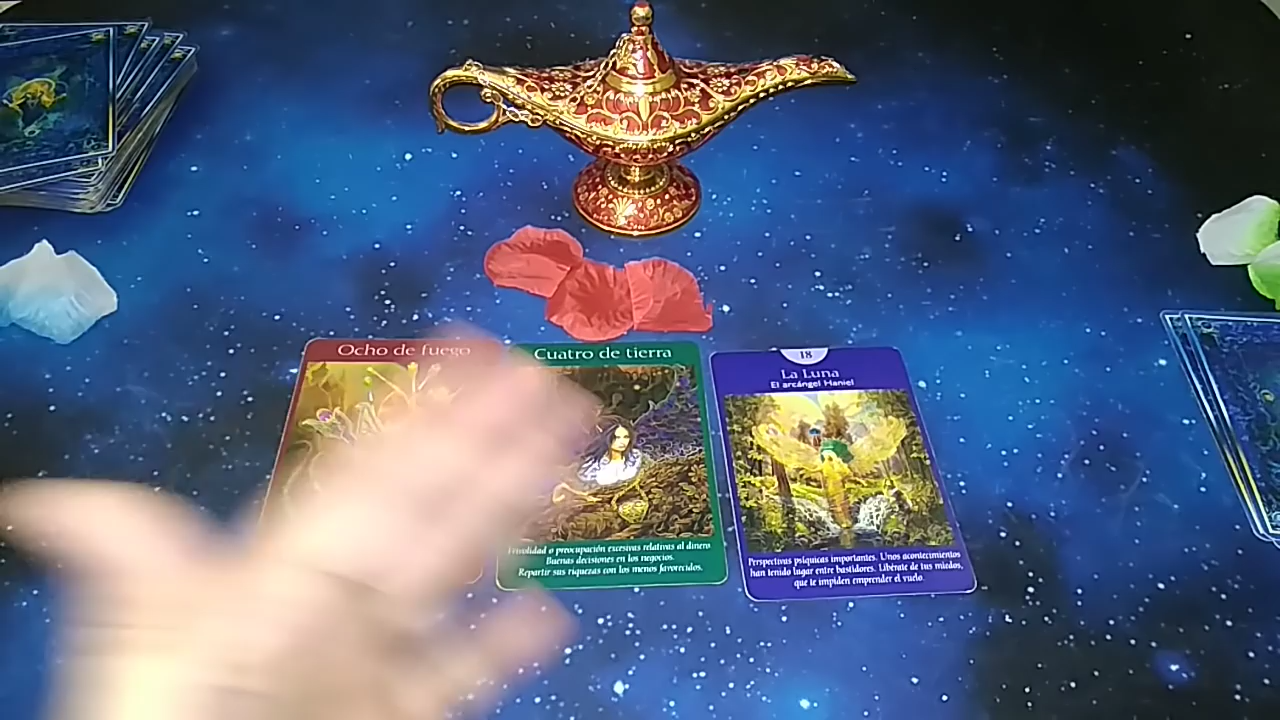 Ocho de fuego
Cuatro de tierra
Frivolidad o preocupación excesivas relativas al dinero.
Buenas decisiones en los negocios.
Repartir sus riquezas con los menos favorecidos.
18
La Luna
El arcángel Haniel
Perspectivas psíquicas importantes. Unos acontecimientos
han tenido lugar entre bastidores. Libérate de tus miedos,
que te impiden emprender el vuelo.